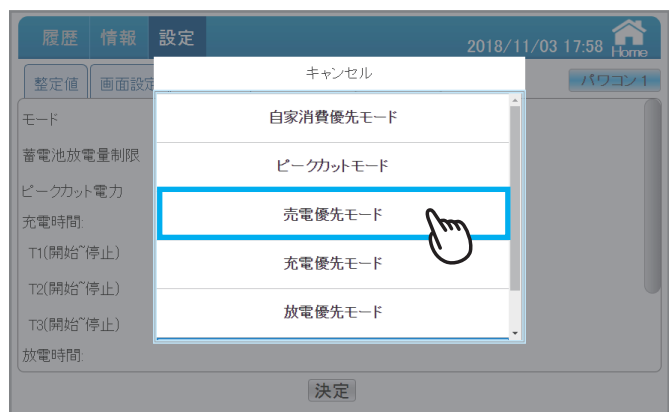 履歴 情報 設定
2018/11/03 17:58 Home
整定値 画面設定
パワコン1
キャンセル
モード
自家消費優先モード
蓄電池放電量制限
ピークカットモード
ピークカット電力
売電優先モード
充電時間:
T1(開始~停止)
充電優先モード
T2(開始~停止)
放電優先モード
T3(開始~停止)
放電時間:
決定